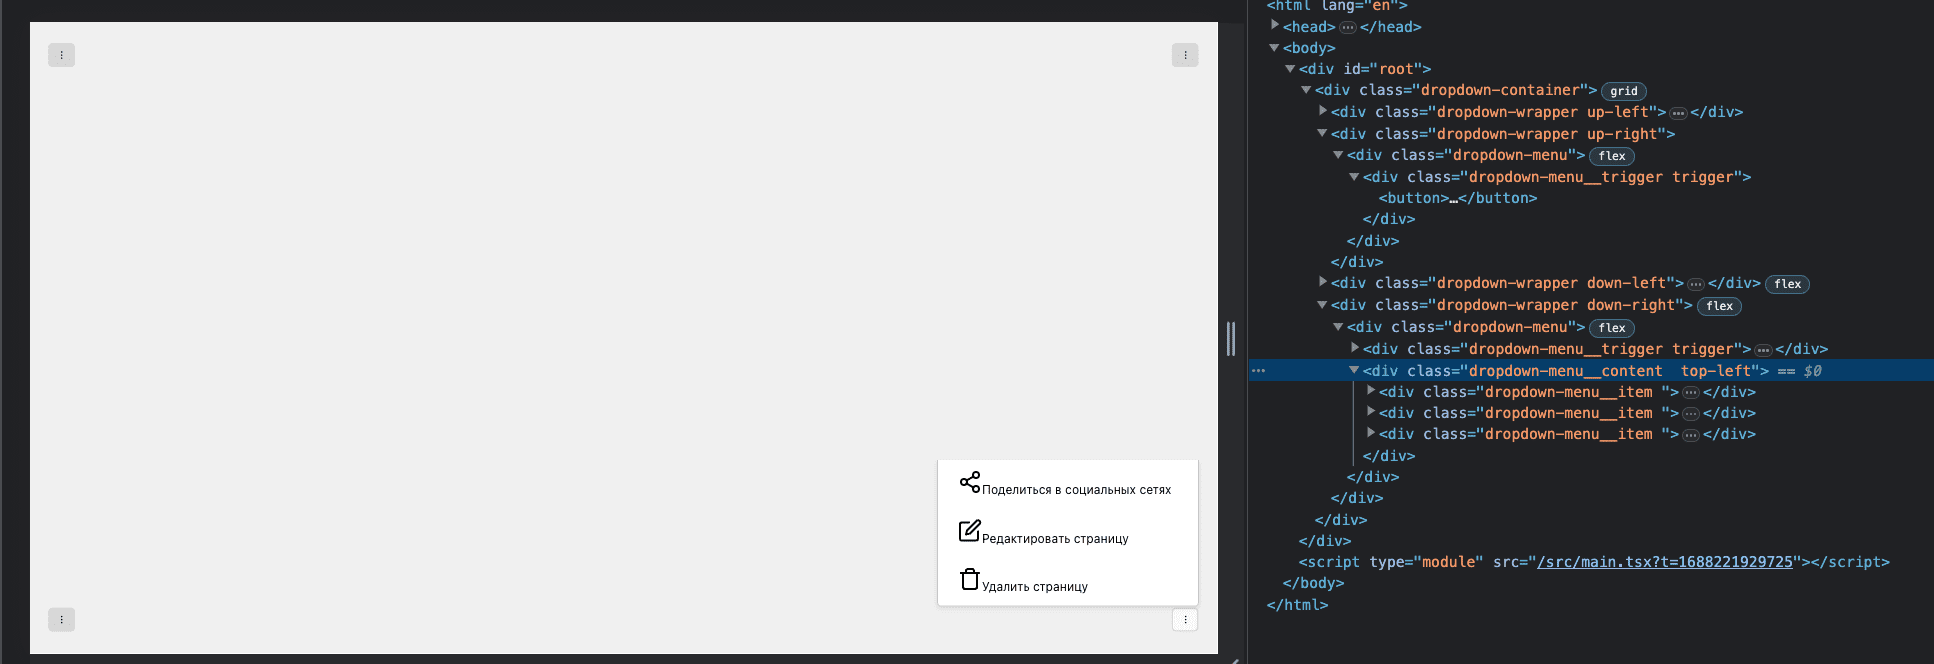 Поделиться в социальных сетях
Редактировать страницу
Удалить страницу
<html lang="en">
<head> ⋯ </head>
<body>
<div id="root">
<div class="dropdown-container"> grid
<div class="dropdown-wrapper up-left"> ⋯ </div>
<div class="dropdown-wrapper up-right">
<div class="dropdown-menu"> flex
<div class="dropdown-menu__trigger trigger">
<button>…</button>
</div>
</div>
</div>
<div class="dropdown-wrapper down-left"> ⋯ </div> flex
<div class="dropdown-wrapper down-right"> flex
<div class="dropdown-menu"> flex
<div class="dropdown-menu__trigger trigger"> ⋯ </div>
<div class="dropdown-menu__content  top-left"> == $0
<div class="dropdown-menu__item "> ⋯ </div>
<div class="dropdown-menu__item "> ⋯ </div>
<div class="dropdown-menu__item "> ⋯ </div>
</div>
</div>
</div>
</div>
</div>
<script type="module" src="/src/main.tsx?t=1688221929725"></script>
</body>
</html>